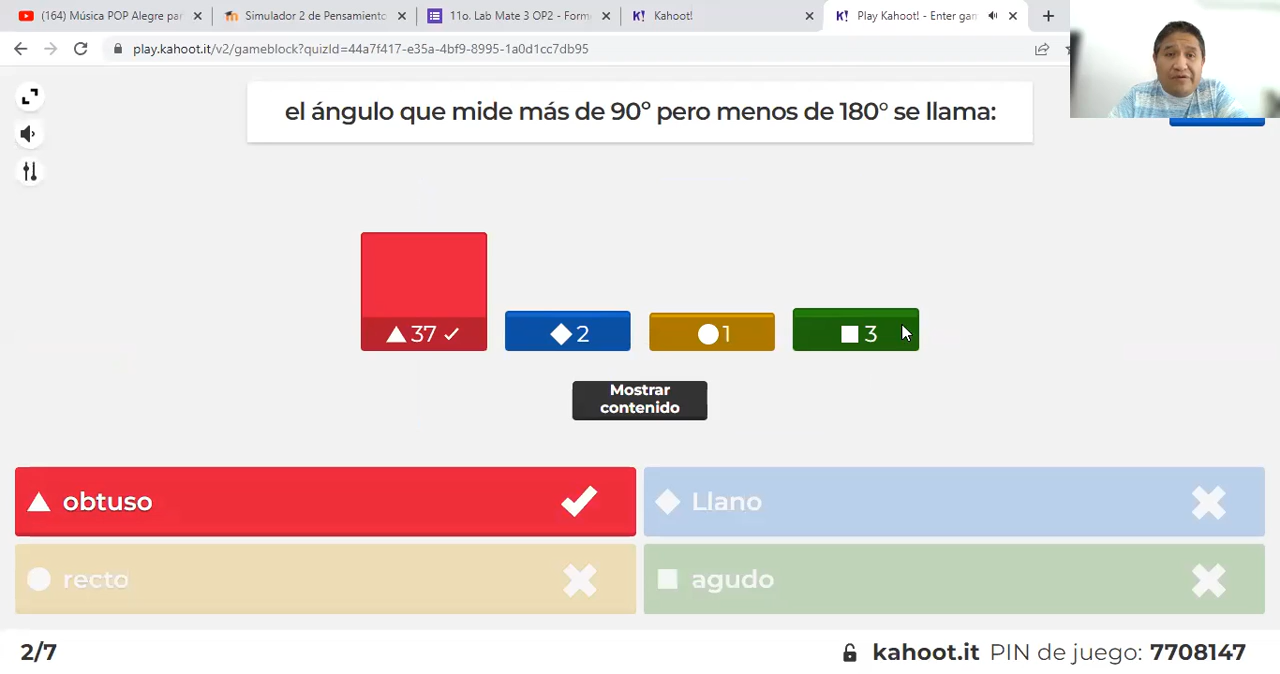 (164) Música POP Alegre par
Simulador 2 de Pensamiento
11o. Lab Mate 3 OP2 - Form
K! Kahoot!
K! Play Kahoot! - Enter gam
play.kahoot.it/v2/gameblock?quizId=44a7f417-e35a-4bf9-8995-1a0d1cc7db95
el ángulo que mide más de 90º pero menos de 180° se llama:
37
2
1
3
Mostrar
contenido
obtuso
Llano
recto
agudo
2/7
kahoot.it PIN de juego: 7708147